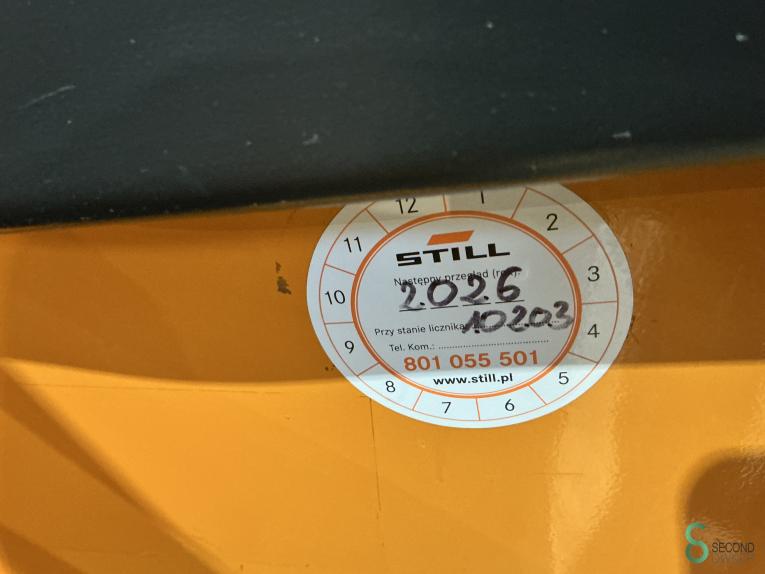 12 1 2 3 4 5 6 7 8 9 10 11
STILL
Następny przegląd (rok):
2026
Przy stanie licznika: 10203
Tel. Kom.:
801 055 501
www.still.pl
SECOND